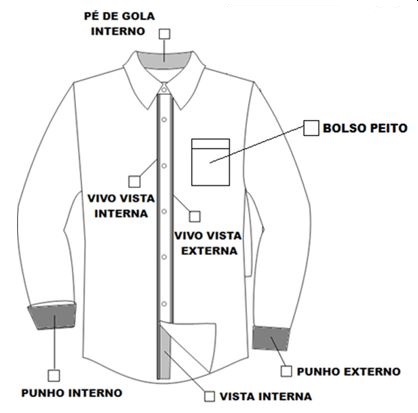 PÉ DE GOLA
INTERNO
BOLSO PEITO
VIVO VISTA
INTERNA
VIVO VISTA
EXTERNA
PUNHO INTERNO
PUNHO EXTERNO
VISTA INTERNA